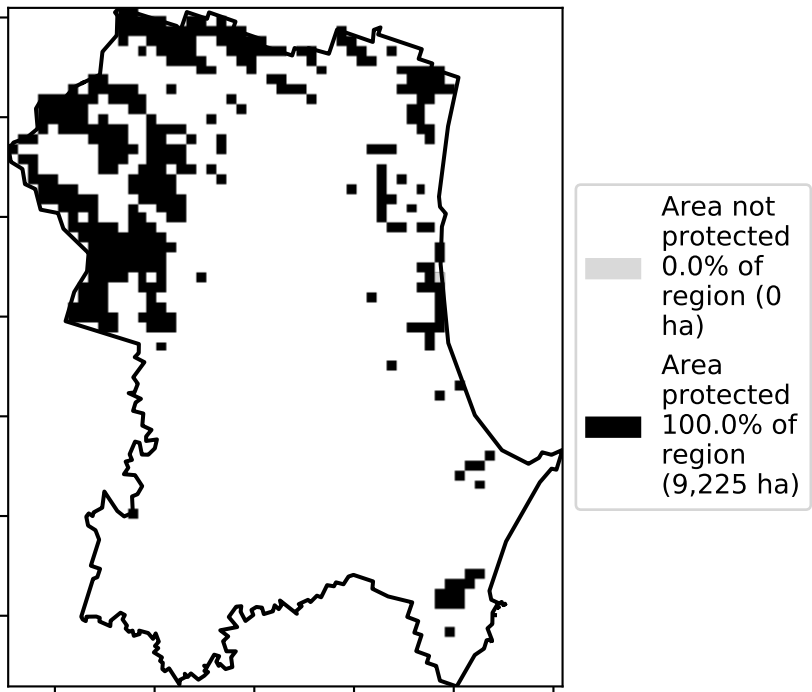 Area not
protected
0.0% of
region (0
ha)
Area
protected
100.0% of
region
(9,225 ha)